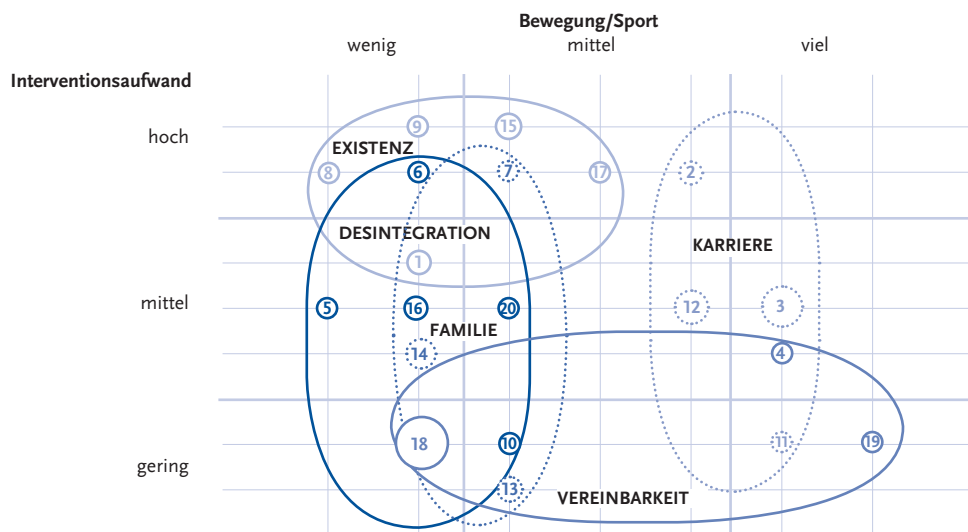 Bewegung/Sport
wenig mittel viel
Interventionsaufwand
hoch
9 15
EXISTENZ
8 6 7 17 2
DESINTEGRATION
KARRIERE
1
mittel
5 16 20 12 3
FAMILIE
14 4
18 10 11 19
gering
13
VEREINBARKEIT